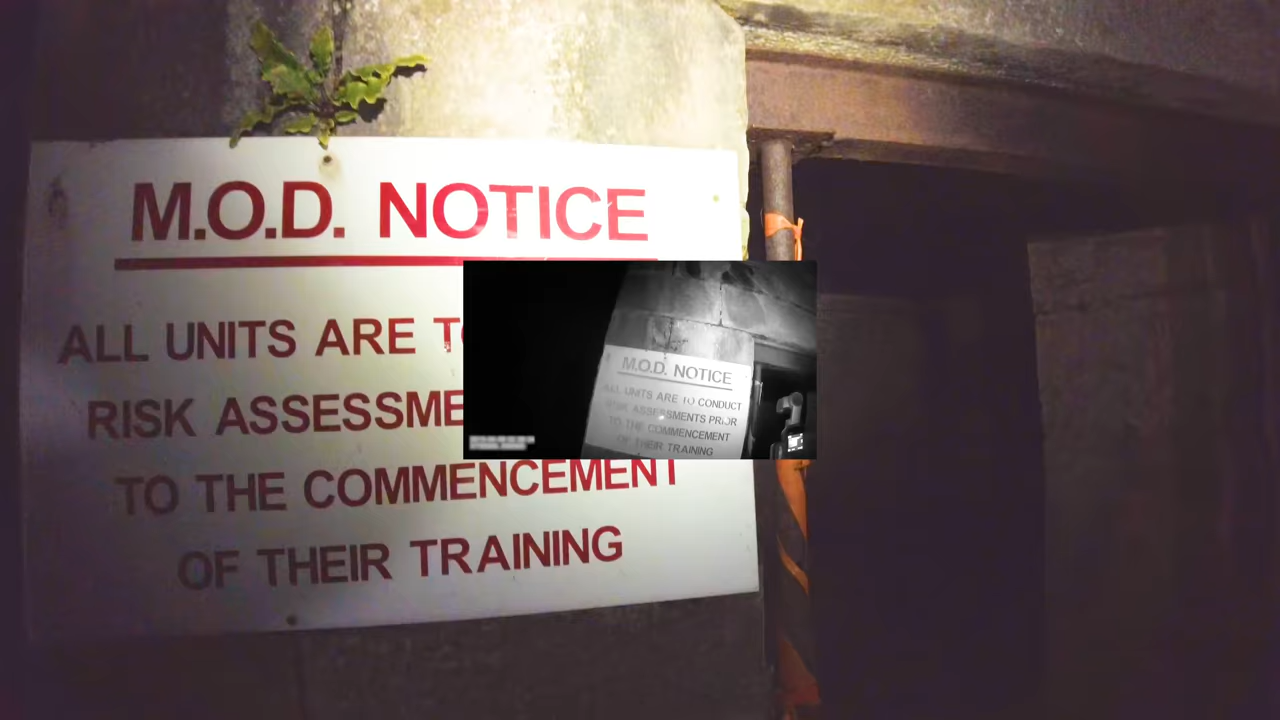 M.O.D. NOTICE
ALL UNITS ARE T
RISK ASSESSME
TO THE COMMENCEMENT
OF THEIR TRAINING
M.O.D. NOTICE
ALL UNITS ARE TO CONDUCT
RISK ASSESSMENTS PRIOR
TO THE COMMENCEMENT
OF THEIR TRAINING